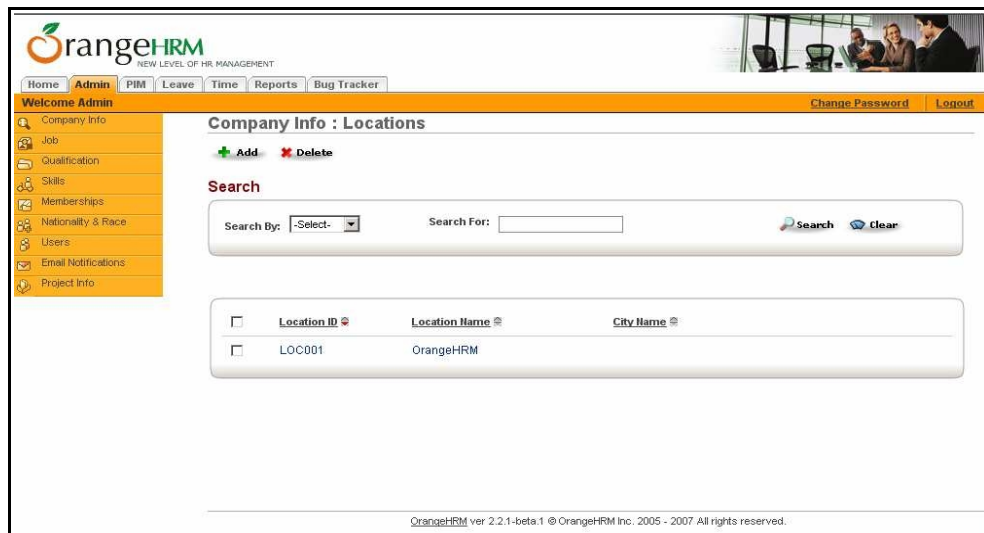 OrangeHRM
NEW LEVEL OF HR MANAGEMENT
Home Admin PIM Leave Time Reports Bug Tracker
Welcome Admin Change Password Logout
Company Info
Job
Qualification
Skills
Memberships
Nationality & Race
Users
Email Notifications
Project Info
Company Info : Locations
Add Delete
Search
Search By: -Select- Search For: Search Clear
Location ID Location Name City Name
LOC001 OrangeHRM
OrangeHRM ver 2.2.1-beta.1 © OrangeHRM Inc. 2005 - 2007 All rights reserved.